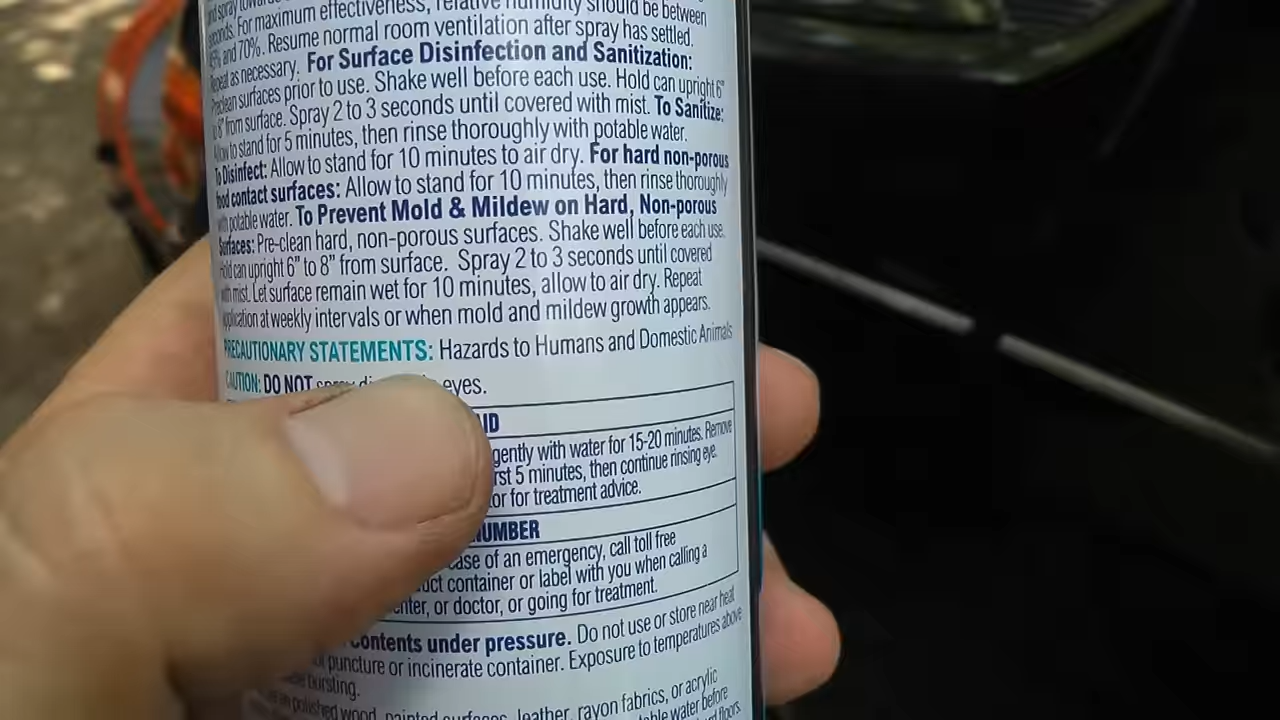 and spray towards
seconds. For maximum effectiveness, relative humidity should be between
45% and 70%. Resume normal room ventilation after spray has settled.
Repeat as necessary. For Surface Disinfection and Sanitization:
Preclean surfaces prior to use. Shake well before each use. Hold can upright 6"
to 8" from surface. Spray 2 to 3 seconds until covered with mist. To Sanitize:
Allow to stand for 5 minutes, then rinse thoroughly with potable water.
To Disinfect: Allow to stand for 10 minutes to air dry. For hard non-porous
food contact surfaces: Allow to stand for 10 minutes, then rinse thoroughly
with potable water. To Prevent Mold & Mildew on Hard, Non-porous
Surfaces: Pre-clean hard, non-porous surfaces. Shake well before each use.
Hold can upright 6" to 8" from surface. Spray 2 to 3 seconds until covered
with mist. Let surface remain wet for 10 minutes, allow to air dry. Repeat
application at weekly intervals or when mold and mildew growth appears.
PRECAUTIONARY STATEMENTS: Hazards to Humans and Domestic Animals
CAUTION: DO NOT spray eyes.
AID
gently with water for 15-20 minutes. Remove
rst 5 minutes, then continue rinsing eye.
tor for treatment advice.
NUMBER
case of an emergency, call toll free
uct container or label with you when calling a
enter, or doctor, or going for treatment.
Contents under pressure. Do not use or store near heat
puncture or incinerate container. Exposure to temperatures above
bursting.
on polished wood, painted surfaces, leather, rayon fabrics, or acrylic
table water before
floors